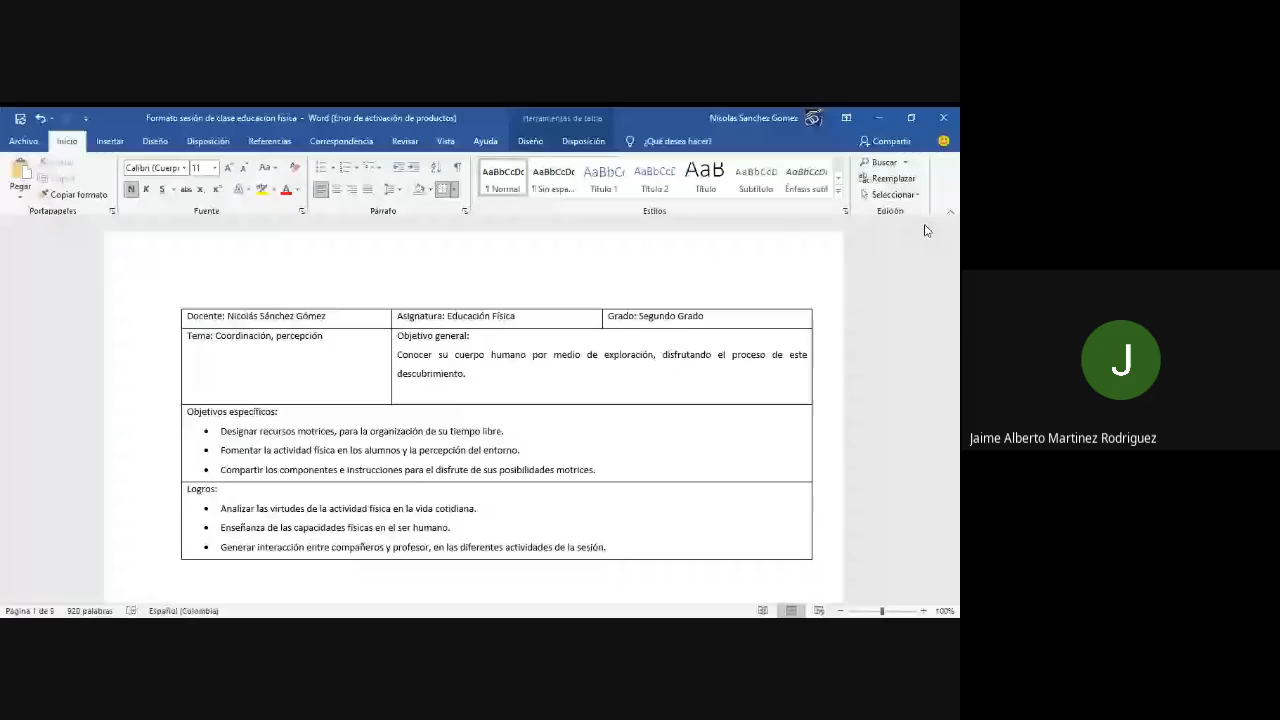 Formato sesión de clase educacion fisica - Word (Error de activación de productos)
Herramientas de tabla
Nicolas Sanchez Gomez
Archivo Inicio Insertar Diseño Disposición Referencias Correspondencia Revisar Vista Ayuda Diseño Disposición ¿Qué desea hacer? Compartir
Pegar
Cortar
Copiar
Copiar formato
Portapapeles
Calibri (Cuerpo 11
Fuente
Párrafo
AaBbCcDc AaBbCcDc AaBbCc AaBbCcC AaB AaBbCcD AaBbCcDc
¶ Normal ¶ Sin espa... Título 1 Título 2 Título Subtítulo Énfasis sutil
Estilos
Buscar
Reemplazar
Seleccionar
Edición
Docente: Nicolás Sánchez Gómez
Asignatura: Educación Física
Grado: Segundo Grado
Tema: Coordinación, percepción
Objetivo general:
Conocer su cuerpo humano por medio de exploración, disfrutando el proceso de este
descubrimiento.
Objetivos específicos:
• Designar recursos motrices, para la organización de su tiempo libre.
• Fomentar la actividad física en los alumnos y la percepción del entorno.
• Compartir los componentes e instrucciones para el disfrute de sus posibilidades motrices.
Logros:
• Analizar las virtudes de la actividad física en la vida cotidiana.
• Enseñanza de las capacidades físicas en el ser humano.
• Generar interacción entre compañeros y profesor, en las diferentes actividades de la sesión.
920 palabras
Español (Colombia)
100%
J
Jaime Alberto Martinez Rodriguez